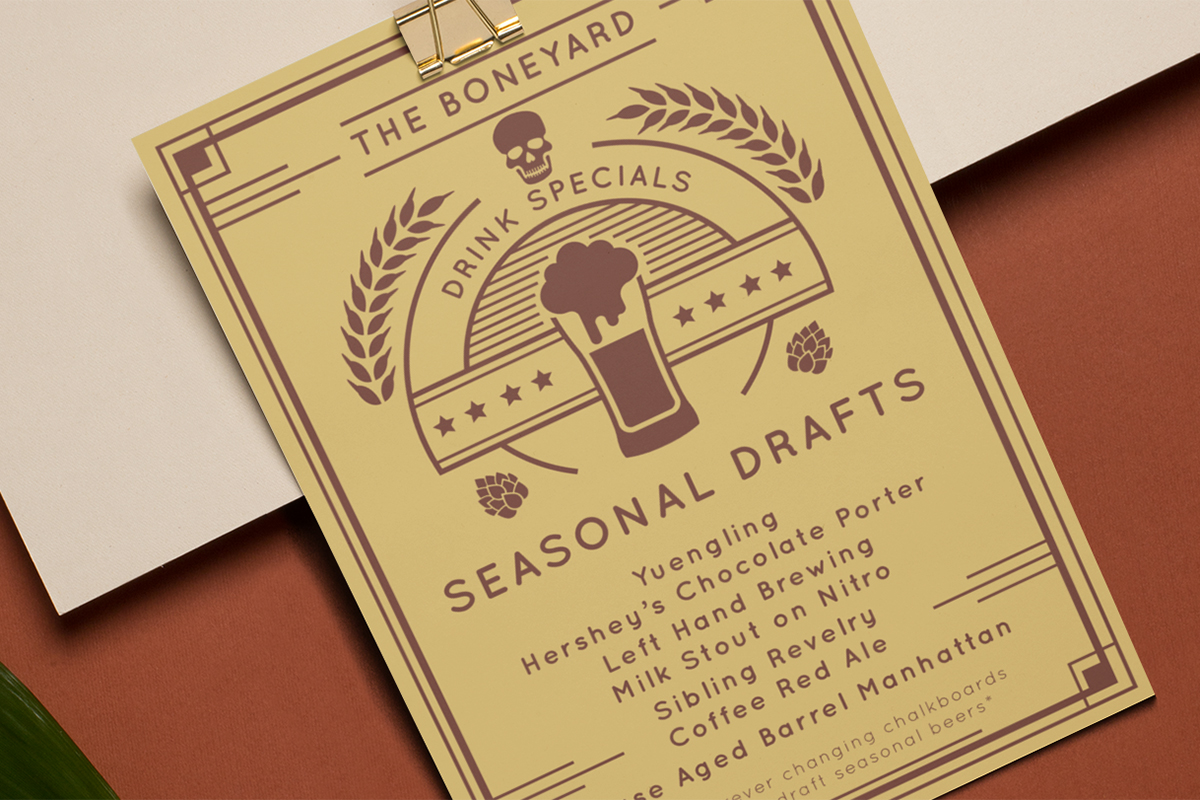 THE BONEYARD
DRINK SPECIALS
SEASONAL DRAFTS
Yuengling
Hershey's Chocolate Porter
Left Hand Brewing
Milk Stout on Nitro
Sibling Revelry
Coffee Red Ale
Aged Barrel Manhattan
ever changing chalkboards
draft seasonal beers*